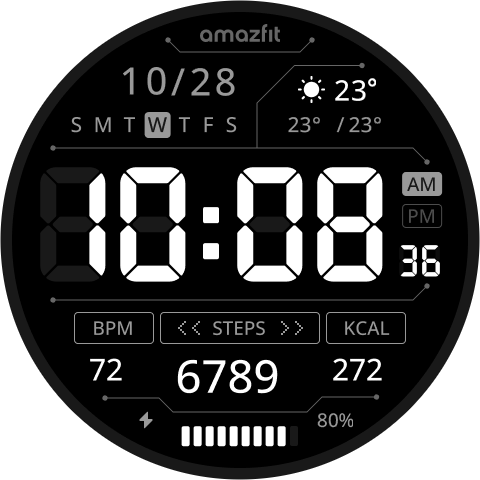 amazfit
10/28
23°
S M T W T F S
23° /23°
AM
10:08
PM
36
BPM << STEPS >> KCAL
72 6789 272
80%